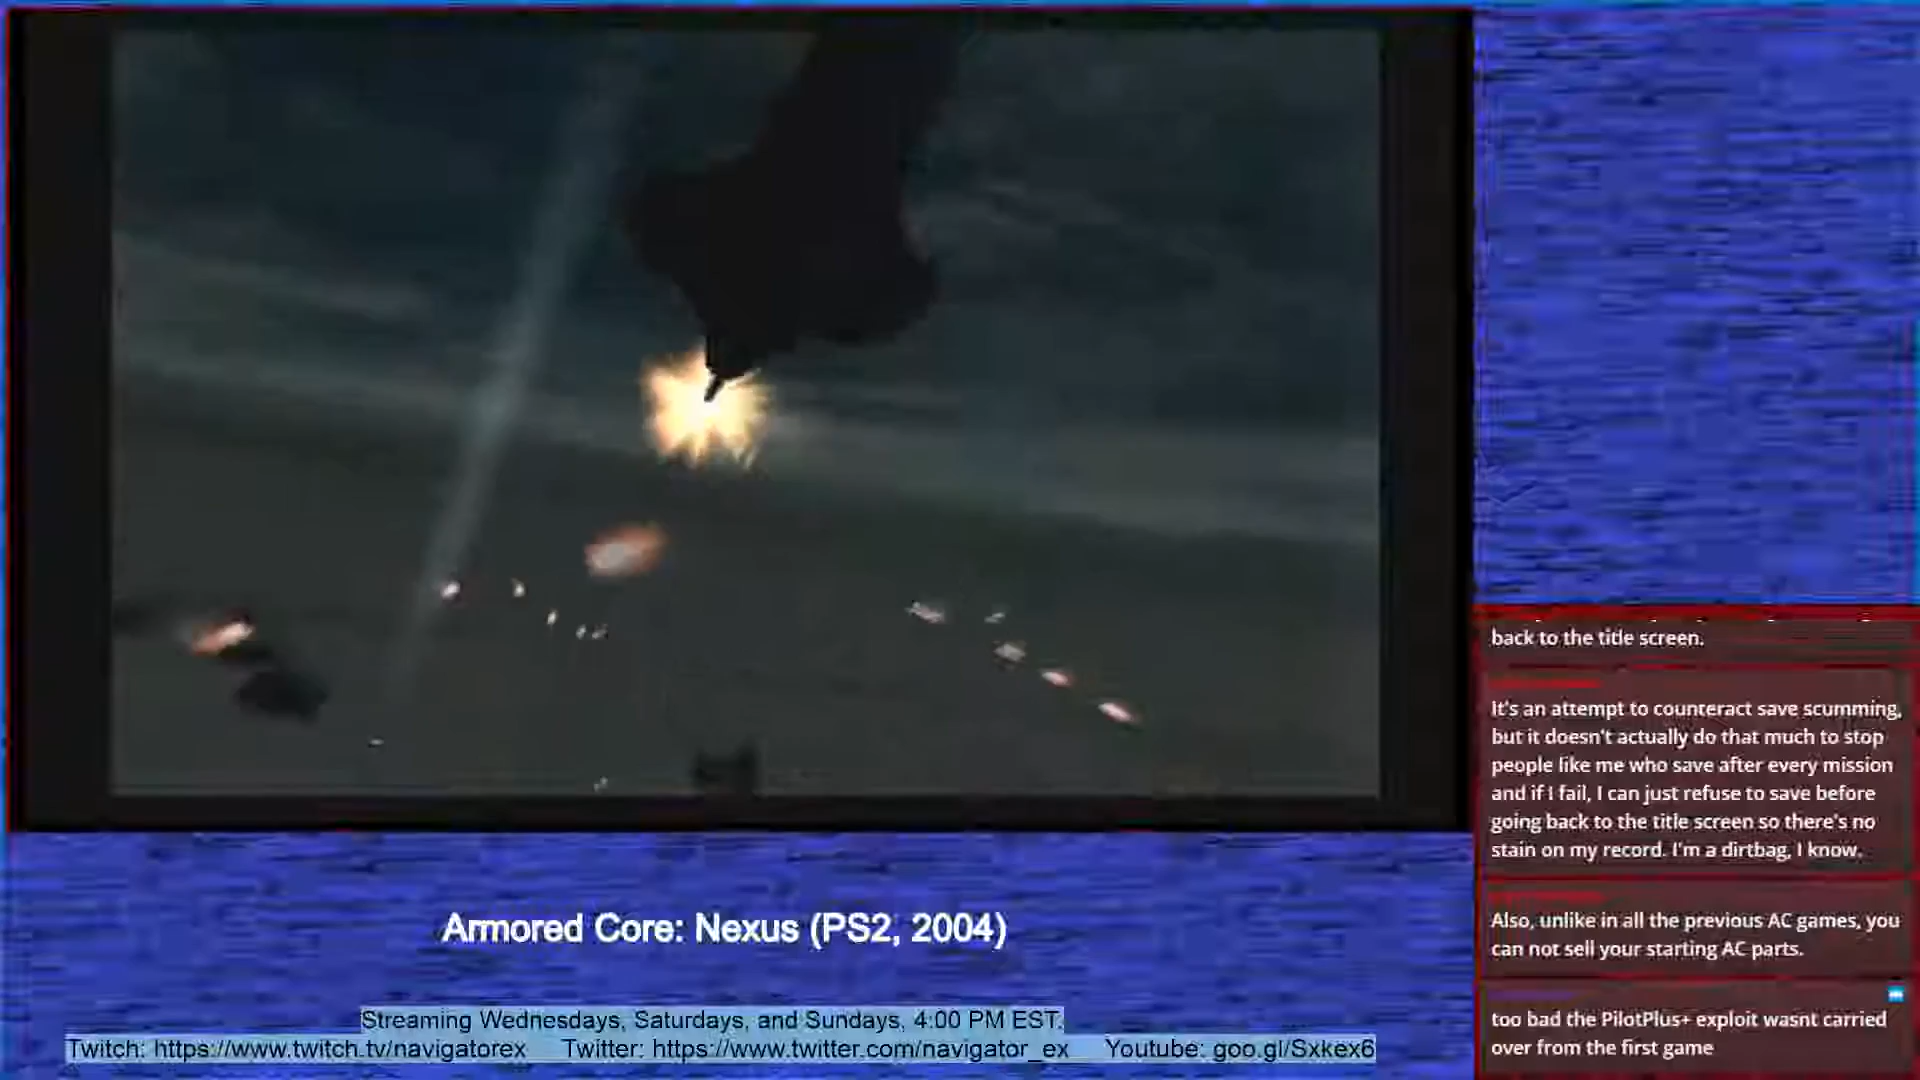 back to the title screen.
It's an attempt to counteract save scumming,
but it doesn't actually do that much to stop
people like me who save after every mission
and if I fail, I can just refuse to save before
going back to the title screen so there's no
stain on my record. I'm a dirtbag, I know.
Also, unlike in all the previous AC games, you
can not sell your starting AC parts.
too bad the PilotPlus+ exploit wasnt carried
over from the first game
Armored Core: Nexus (PS2, 2004)
Streaming Wednesdays, Saturdays, and Sundays, 4:00 PM EST.
Twitch: https://www.twitch.tv/navigatorex Twitter: https://www.twitter.com/navigator_ex Youtube: goo.gl/Sxkex6